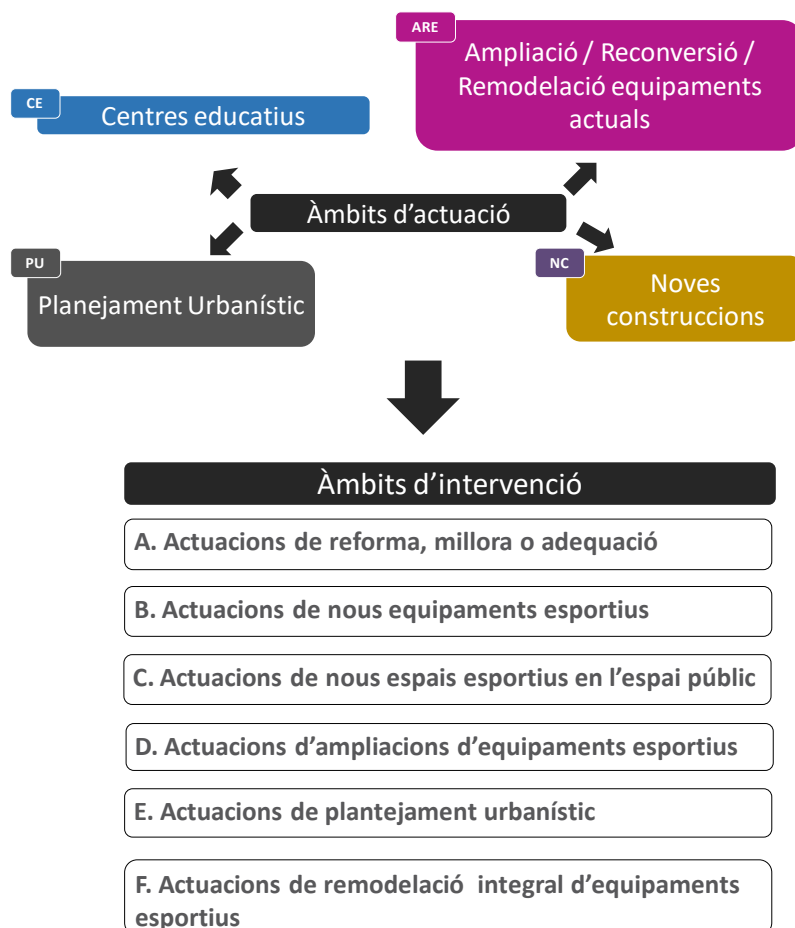 ARE
Ampliació / Reconversió /
Remodelació equipaments
actuals
CE
Centres educatius
Àmbits d'actuació
PU
Planejament Urbanístic
NC
Noves
construccions
Àmbits d'intervenció
A. Actuacions de reforma, millora o adequació
B. Actuacions de nous equipaments esportius
C. Actuacions de nous espais esportius en l'espai públic
D. Actuacions d'ampliacions d'equipaments esportius
E. Actuacions de plantejament urbanístic
F. Actuacions de remodelació integral d'equipaments
esportius